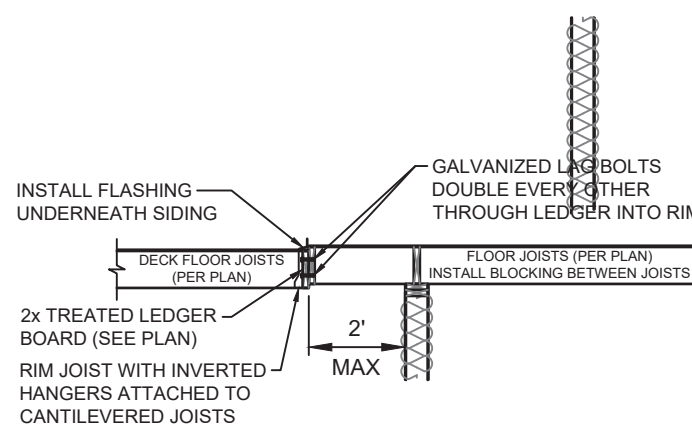 GALVANIZED LAG BOLTS
DOUBLE EVERY OTHER
THROUGH LEDGER INTO RIM
INSTALL FLASHING
UNDERNEATH SIDING
DECK FLOOR JOISTS
(PER PLAN)
FLOOR JOISTS (PER PLAN)
INSTALL BLOCKING BETWEEN JOISTS
2x TREATED LEDGER
BOARD (SEE PLAN)
2'
MAX
RIM JOIST WITH INVERTED
HANGERS ATTACHED TO
CANTILEVERED JOISTS